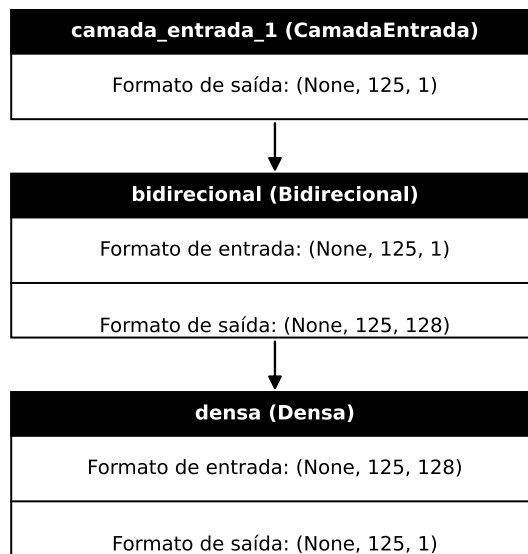 camada_entrada_1 (CamadaEntrada)
Formato de saída: (None, 125, 1)
bidirecional (Bidirecional)
Formato de entrada: (None, 125, 1)
Formato de saída: (None, 125, 128)
densa (Densa)
Formato de entrada: (None, 125, 128)
Formato de saída: (None, 125, 1)